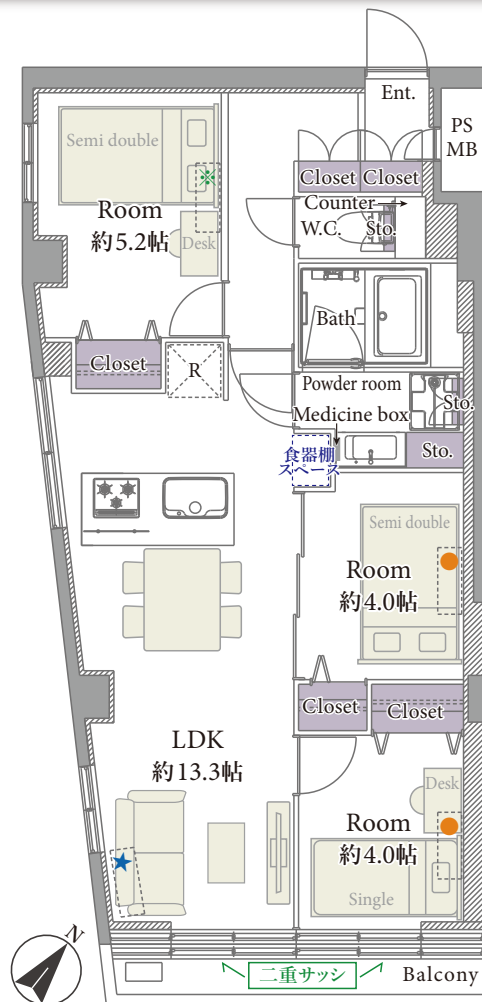 Ent.
PS
MB
Semi double
※
Room
約5.2帖
Desk
Closet
Closet
Counter
W.C.
Sto.
Bath
Closet
R
Powder room
Sto.
Medicine box
食器棚
スペース
Sto.
Semi double
Room
約4.0帖
Closet
Closet
LDK
約13.3帖
Desk
Room
約4.0帖
★
Single
N
二重サッシ
Balcony